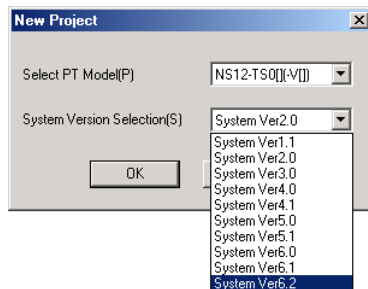 New Project
Select PT Model(P)
NS12-TS0[](-V[])
System Version Selection(S)
System Ver2.0
System Ver1.1
System Ver2.0
System Ver3.0
System Ver4.0
System Ver4.1
System Ver5.0
System Ver5.1
System Ver6.0
System Ver6.1
System Ver6.2
OK